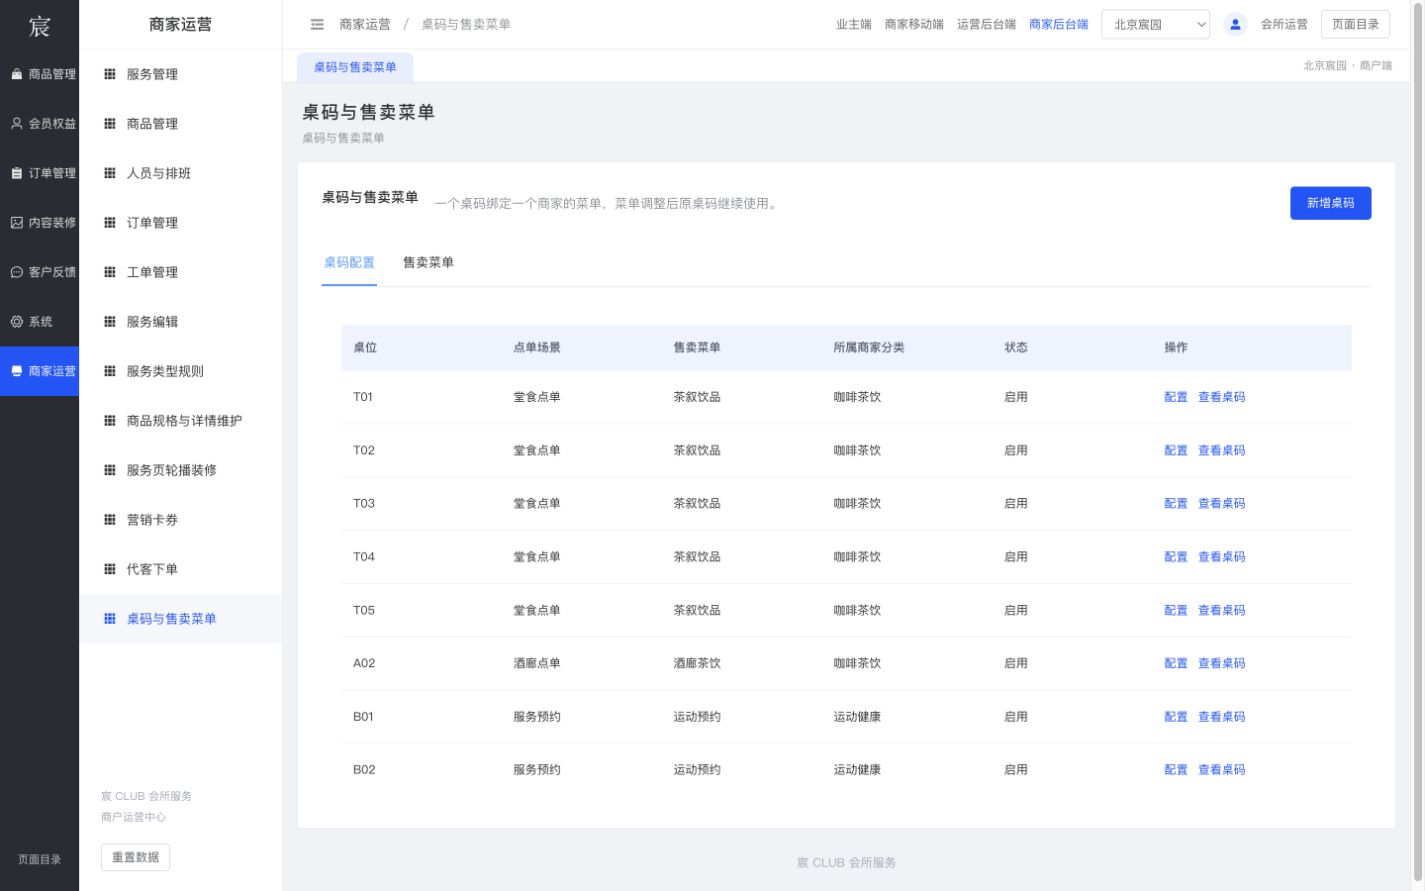 宸
商品管理
会员权益
订单管理
内容装修
客户反馈
系统
商家运营
页面目录
商家运营
服务管理
商品管理
人员与排班
订单管理
工单管理
服务编辑
服务类型规则
商品规格与详情维护
服务页轮播装修
营销卡券
代客下单
桌码与售卖菜单
宸 CLUB 会所服务
商户运营中心
重置数据
商家运营 / 桌码与售卖菜单
业主端 商家移动端 运营后台端 商家后台端 北京宸园 会所运营 页面目录
桌码与售卖菜单
北京宸园 · 商户端
桌码与售卖菜单
桌码与售卖菜单
桌码与售卖菜单 一个桌码绑定一个商家的菜单，菜单调整后原桌码继续使用。 新增桌码
桌码配置 售卖菜单
桌位 点单场景 售卖菜单 所属商家分类 状态 操作
T01 堂食点单 茶叙饮品 咖啡茶饮 启用 配置 查看桌码
T02 堂食点单 茶叙饮品 咖啡茶饮 启用 配置 查看桌码
T03 堂食点单 茶叙饮品 咖啡茶饮 启用 配置 查看桌码
T04 堂食点单 茶叙饮品 咖啡茶饮 启用 配置 查看桌码
T05 堂食点单 茶叙饮品 咖啡茶饮 启用 配置 查看桌码
A02 酒廊点单 酒廊茶饮 咖啡茶饮 启用 配置 查看桌码
B01 服务预约 运动预约 运动健康 启用 配置 查看桌码
B02 服务预约 运动预约 运动健康 启用 配置 查看桌码
宸 CLUB 会所服务